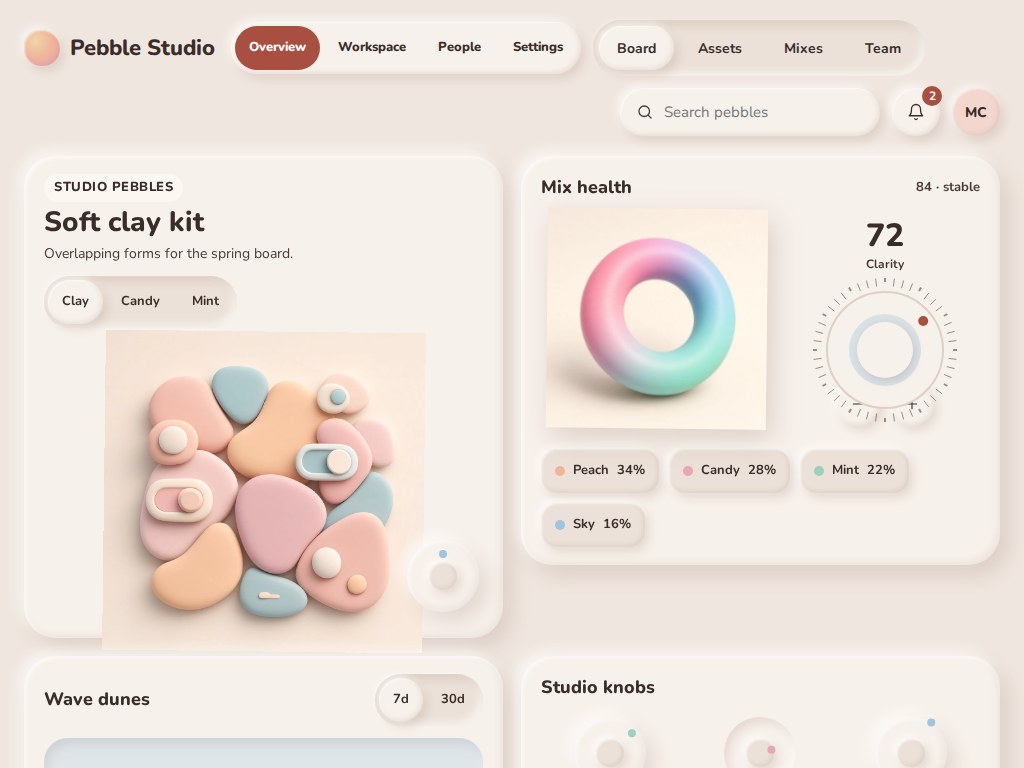 Pebble Studio
Overview Workspace People Settings
Board Assets Mixes Team
Search pebbles
2
MC
STUDIO PEBBLES
Soft clay kit
Overlapping forms for the spring board.
Clay Candy Mint
Mix health
84 · stable
72
Clarity
− +
Peach 34%
Candy 28%
Mint 22%
Sky 16%
Wave dunes
7d 30d
Studio knobs